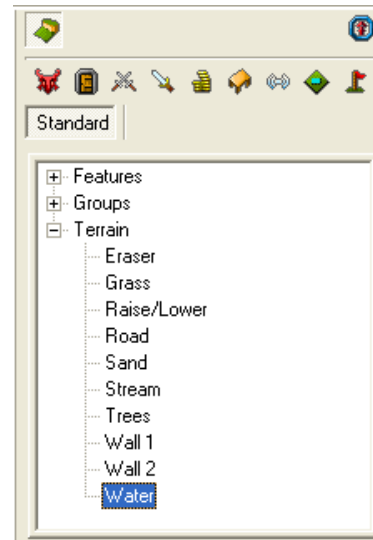 Standard
Features
Groups
Terrain
Eraser
Grass
Raise/Lower
Road
Sand
Stream
Trees
Wall 1
Wall 2
Water